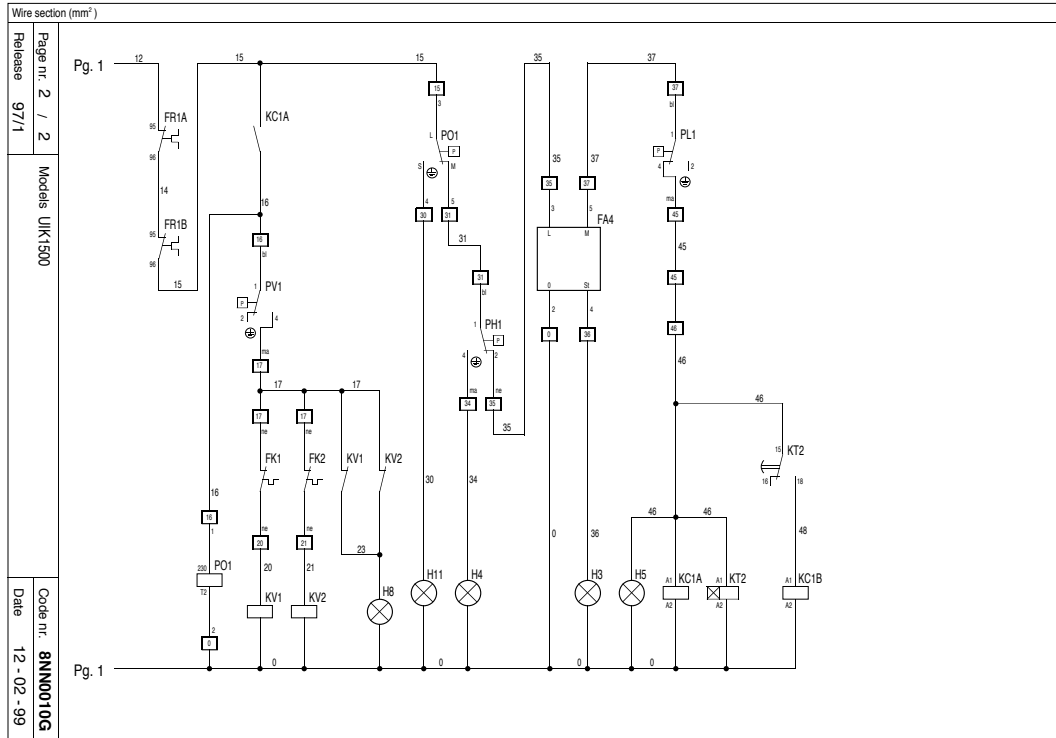 Wire section (mm²)
Page nr. 2 / 2
Release 97/1
Models UIK1500
Code nr. 8NN0010G
Date 12 - 02 - 99
Pg. 1
12
15
15
35
37
15
3
37
bl
FR1A
95
96
KC1A
L
PO1
P
S
M
1
PL1
P
4
2
35
37
35
37
3
5
FA4
L
M
0
St
2
4
0
36
14
16
4
5
30
31
ma
45
FR1B
95
96
15
16
bl
31
45
31
bl
45
1
PV1
P
2
4
1
PH1
P
4
2
46
46
ma
17
17
17
ma
ne
34
35
35
46
17
17
ne
ne
FK1
FK2
KV1
KV2
15
KT2
16
18
16
30
34
16
1
ne
ne
20
21
20
21
23
0
36
46
46
48
230
PO1
T2
2
0
KV1
KV2
H8
H11
H4
H3
H5
A1
KC1A
A2
A1
KT2
A2
A1
KC1B
A2
Pg. 1
0
0
0
0
0